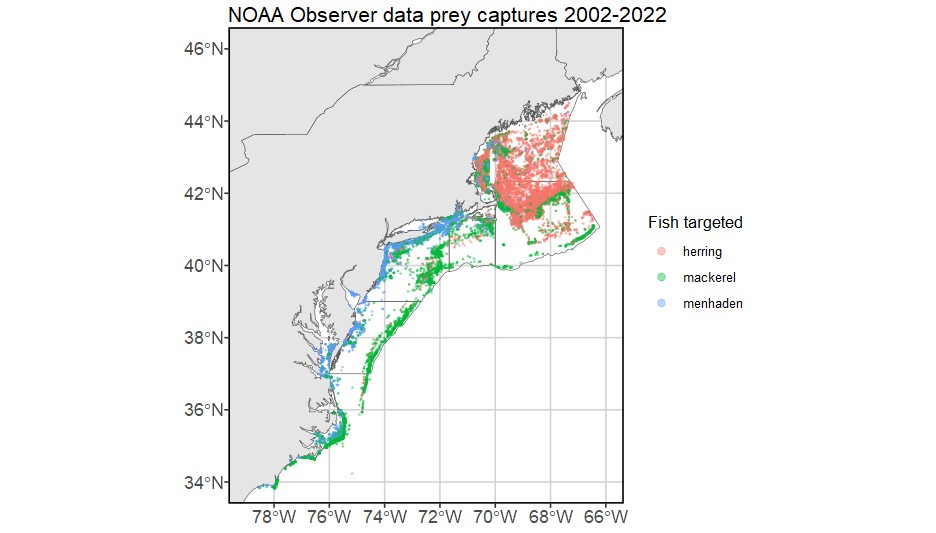 NOAA Observer data prey captures 2002-2022
46°N
44°N
42°N
40°N
38°N
36°N
34°N
78°W 76°W 74°W 72°W 70°W 68°W 66°W
Fish targeted
herring
mackerel
menhaden